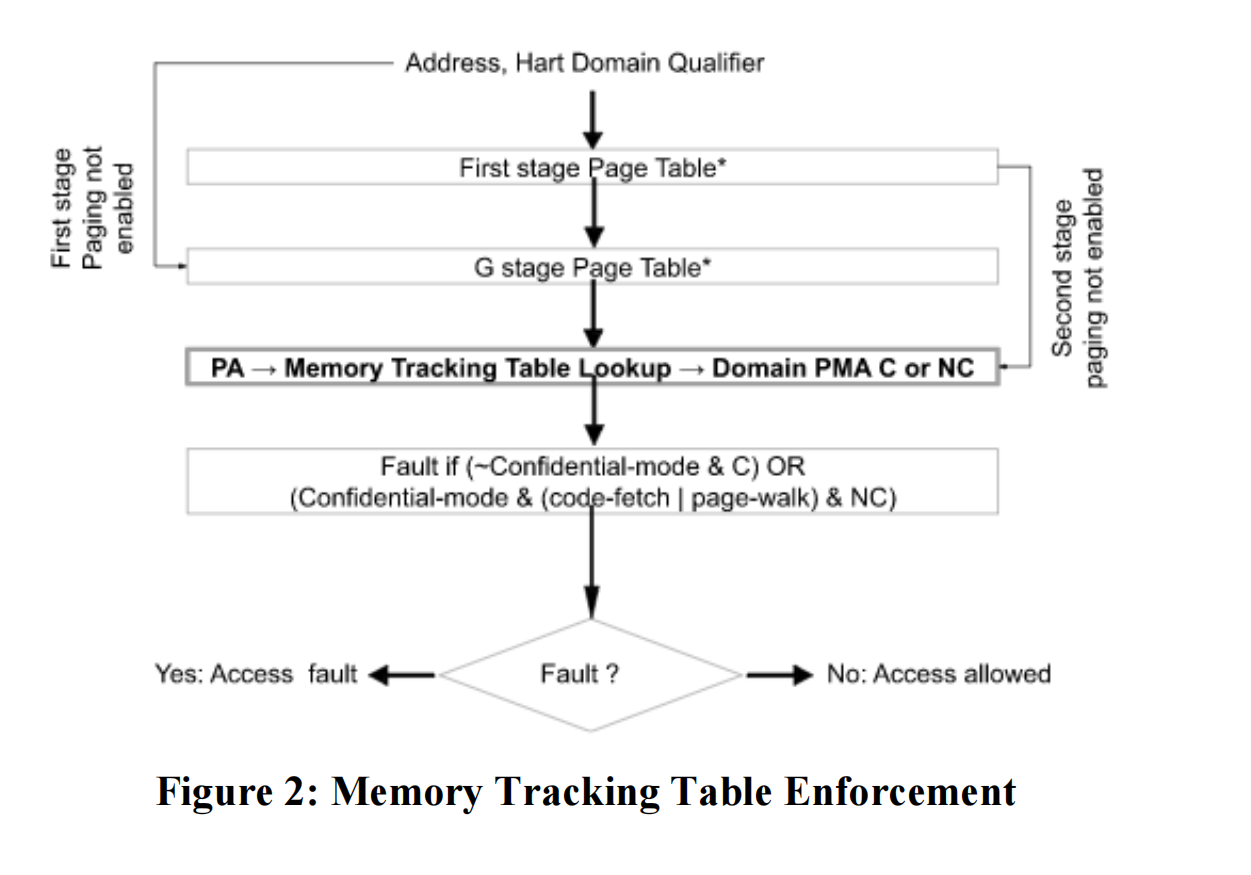 Address, Hart Domain Qualifier
First stage
Paging not
enabled
First stage Page Table*
Second stage
paging not enabled
G stage Page Table*
PA → Memory Tracking Table Lookup → Domain PMA C or NC
Fault if (~Confidential-mode & C) OR
(Confidential-mode & (code-fetch | page-walk) & NC)
Yes: Access fault
Fault ?
No: Access allowed
Figure 2: Memory Tracking Table Enforcement